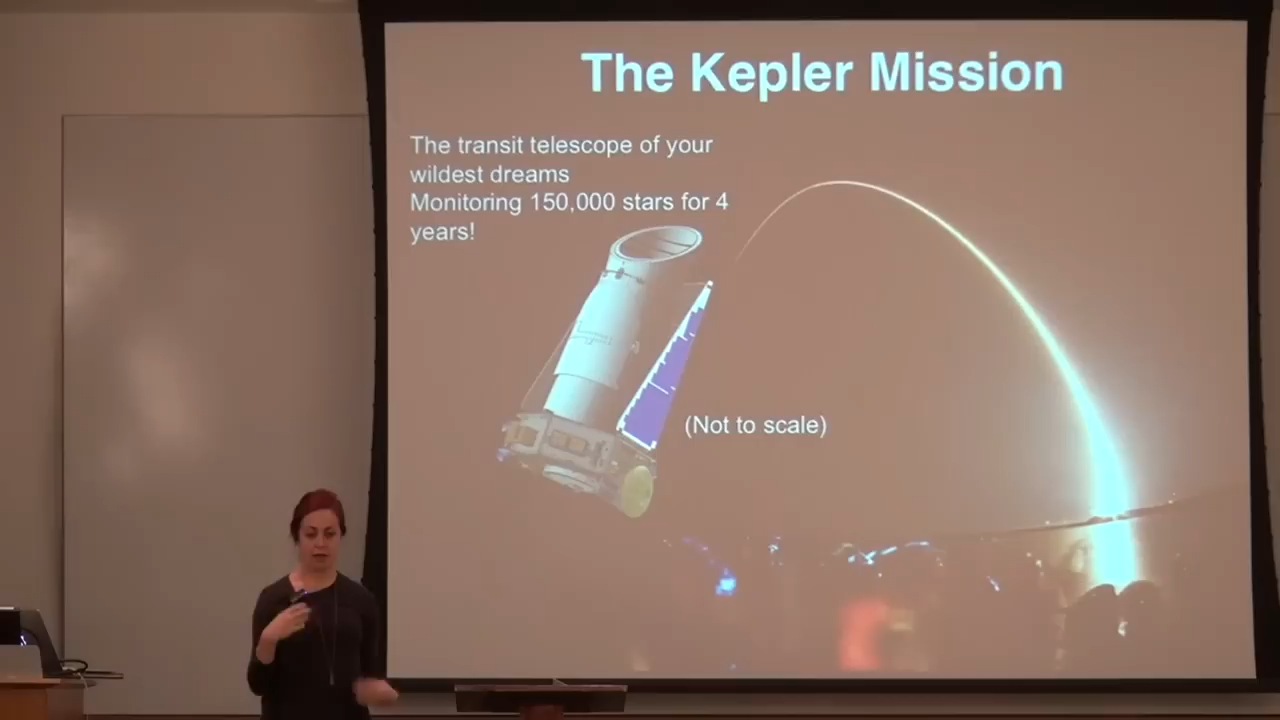 The Kepler Mission
The transit telescope of your
wildest dreams
Monitoring 150,000 stars for 4
years!
(Not to scale)